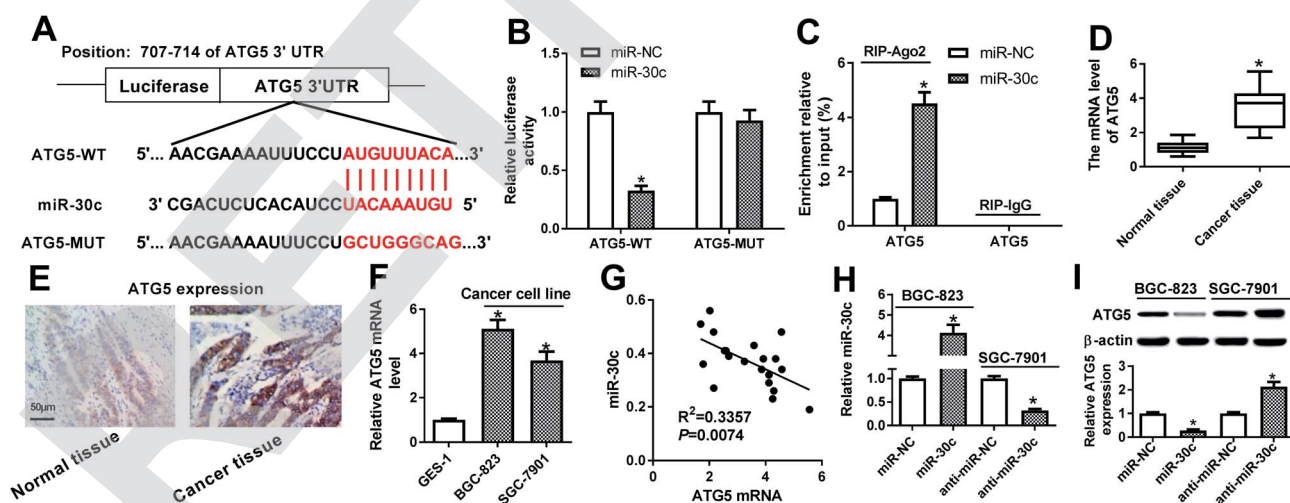 A
Position: 707-714 of ATG5 3' UTR
Luciferase
ATG5 3'UTR
ATG5-WT 5'... AACGAAAAUUUCCUAUGUUUACA...3'
miR-30c 3' CGACUCUCACAUCCUACAAAUGU 5'
ATG5-MUT 5'... AACGAAAAUUUCCUGCUGGGCAG...3'
B
miR-NC
miR-30c
Relative luciferase activity
1.5
1.0
0.5
0.0
ATG5-WT
ATG5-MUT
*
C
miR-NC
miR-30c
RIP-Ago2
RIP-IgG
Enrichment relative to input (%)
6
4
2
0
ATG5
ATG5
*
D
The mRNA level of ATG5
6
4
2
0
Normal tissue
Cancer tissue
*
E
ATG5 expression
50μm
Normal tissue
Cancer tissue
F
Cancer cell line
Relative ATG5 mRNA level
6
4
2
0
GES-1
BGC-823
SGC-7901
*
*
G
miR-30c
0.6
0.4
0.2
0.0
R2=0.3357
P=0.0074
0
2
4
6
ATG5 mRNA
H
BGC-823
SGC-7901
Relative miR-30c
6
4
2
1.0
0.5
0.0
miR-NC
miR-30c
anti-miR-NC
anti-miR-30c
*
*
I
BGC-823 SGC-7901
ATG5
β-actin
Relative ATG5 expression
3
2
1
0
miR-NC
miR-30c
anti-miR-NC
anti-miR-30c
*
*